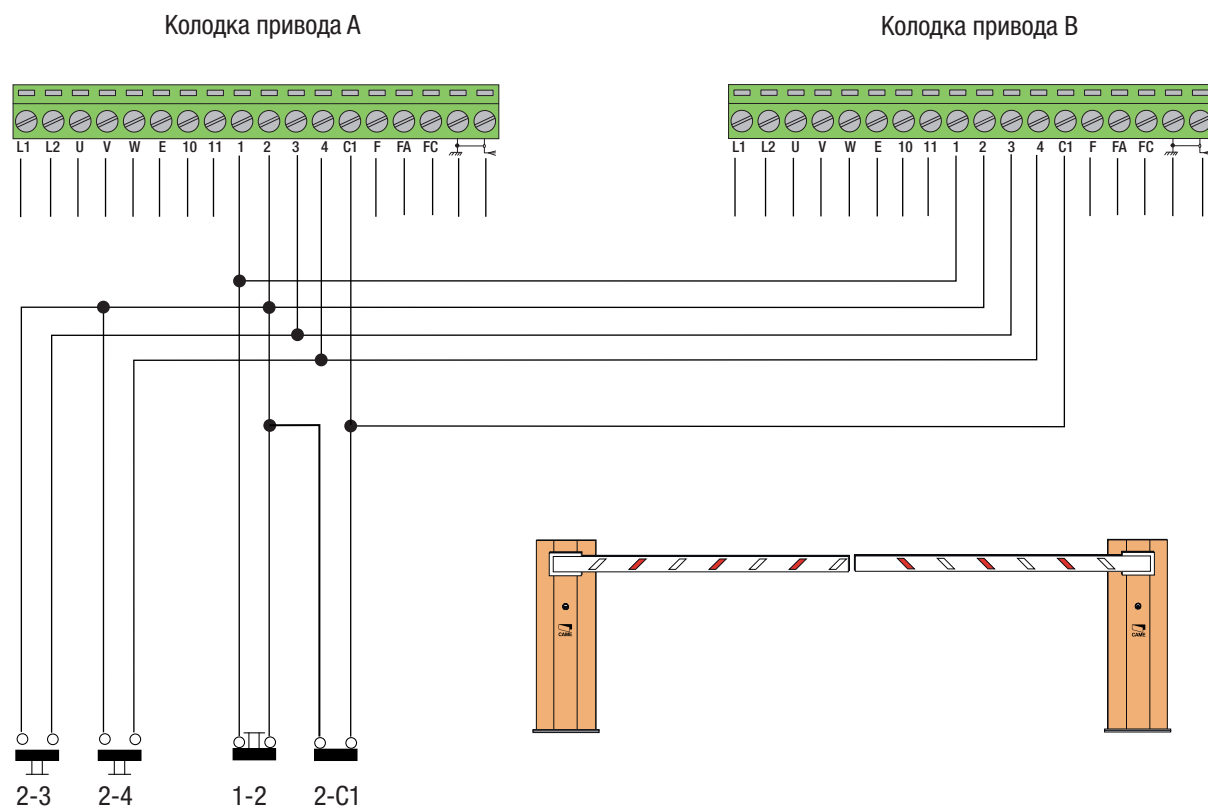 Колодка привода A
Колодка привода B
L1 L2 U V W E 10 11 1 2 3 4 C1 F FA FC
L1 L2 U V W E 10 11 1 2 3 4 C1 F FA FC
CAME
CAME
2-3 2-4 1-2 2-C1